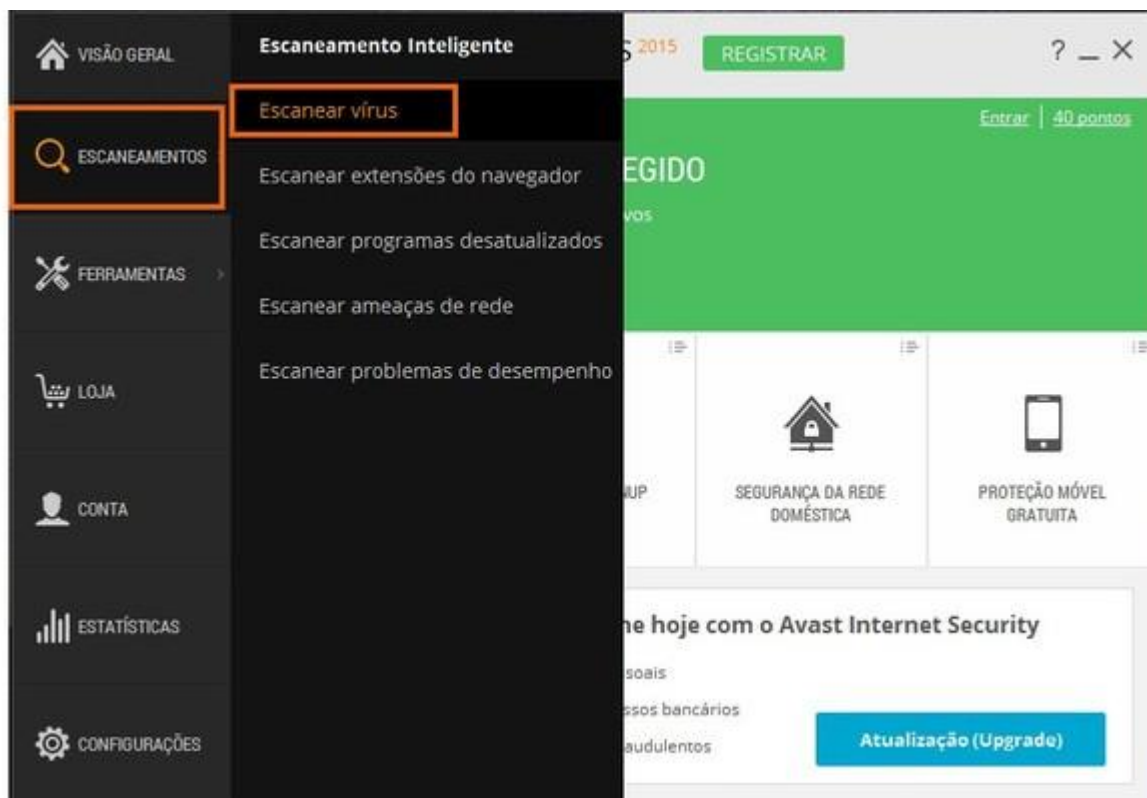 VISÃO GERAL
ESCANEAMENTOS
FERRAMENTAS
LOJA
CONTA
ESTATÍSTICAS
CONFIGURAÇÕES
Escaneamento Inteligente
Escanear vírus
Escanear extensões do navegador
Escanear programas desatualizados
Escanear ameaças de rede
Escanear problemas de desempenho
2015
REGISTRAR
?
Entrar | 40 pontos
EGIDO
vos
NUP
SEGURANÇA DA REDE
DOMÉSTICA
PROTEÇÃO MÓVEL
GRATUITA
ne hoje com o Avast Internet Security
soais
ssos bancários
audulentos
Atualização (Upgrade)